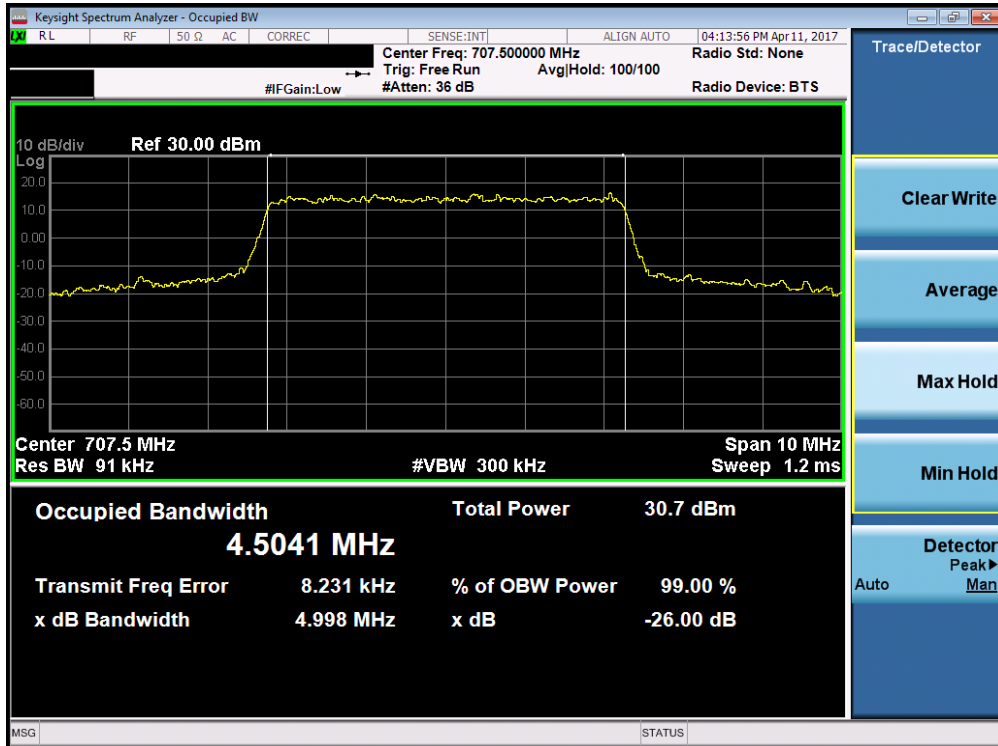 Keysight Spectrum Analyzer - Occupied BW
LXI RL RF 50 Ω AC CORREC SENSE:INT ALIGN AUTO 04:13:56 PM Apr 11, 2017
Center Freq: 707.500000 MHz Radio Std: None
Trig: Free Run Avg|Hold: 100/100
#IFGain:Low #Atten: 36 dB Radio Device: BTS
10 dB/div Ref 30.00 dBm
Log
20.0
10.0
0.00
-10.0
-20.0
-30.0
-40.0
-50.0
-60.0
Center 707.5 MHz Span 10 MHz
Res BW 91 kHz #VBW 300 kHz Sweep 1.2 ms
Occupied Bandwidth Total Power 30.7 dBm
4.5041 MHz
Transmit Freq Error 8.231 kHz % of OBW Power 99.00 %
x dB Bandwidth 4.998 MHz x dB -26.00 dB
MSG STATUS
Trace/Detector
Clear Write
Average
Max Hold
Min Hold
Detector
Peak▶
Auto Man